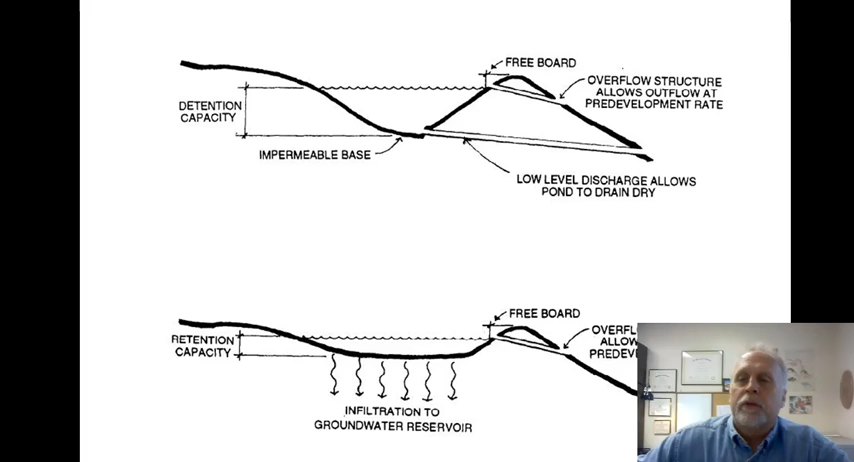 FREE BOARD
OVERFLOW STRUCTURE
ALLOWS OUTFLOW AT
PREDEVELOPMENT RATE
DETENTION
CAPACITY
IMPERMEABLE BASE
LOW LEVEL DISCHARGE ALLOWS
POND TO DRAIN DRY
FREE BOARD
RETENTION
CAPACITY
INFILTRATION TO
GROUNDWATER RESERVOIR